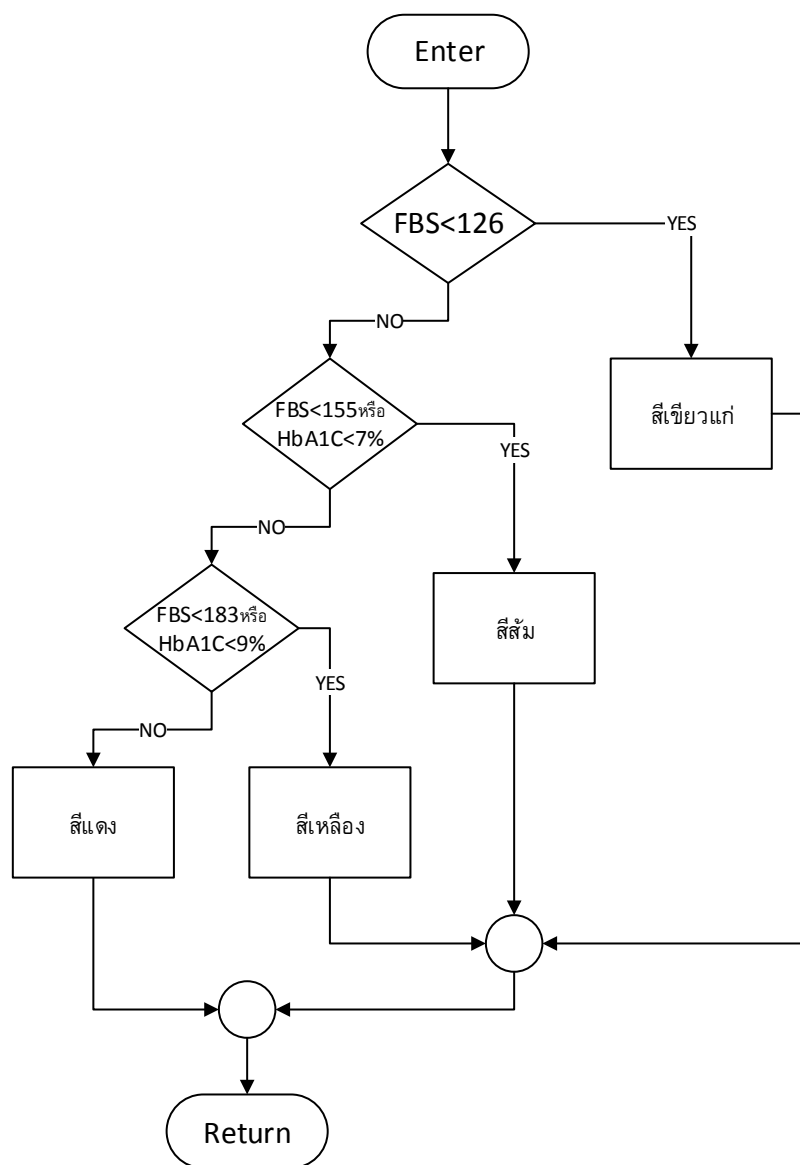 Enter
FBS<126
YES
NO
FBS<155หรือ
HbA1C<7%
สีเขียวแก่
YES
NO
FBS<183หรือ
HbA1C<9%
สีส้ม
YES
NO
สีแดง
สีเหลือง
Return